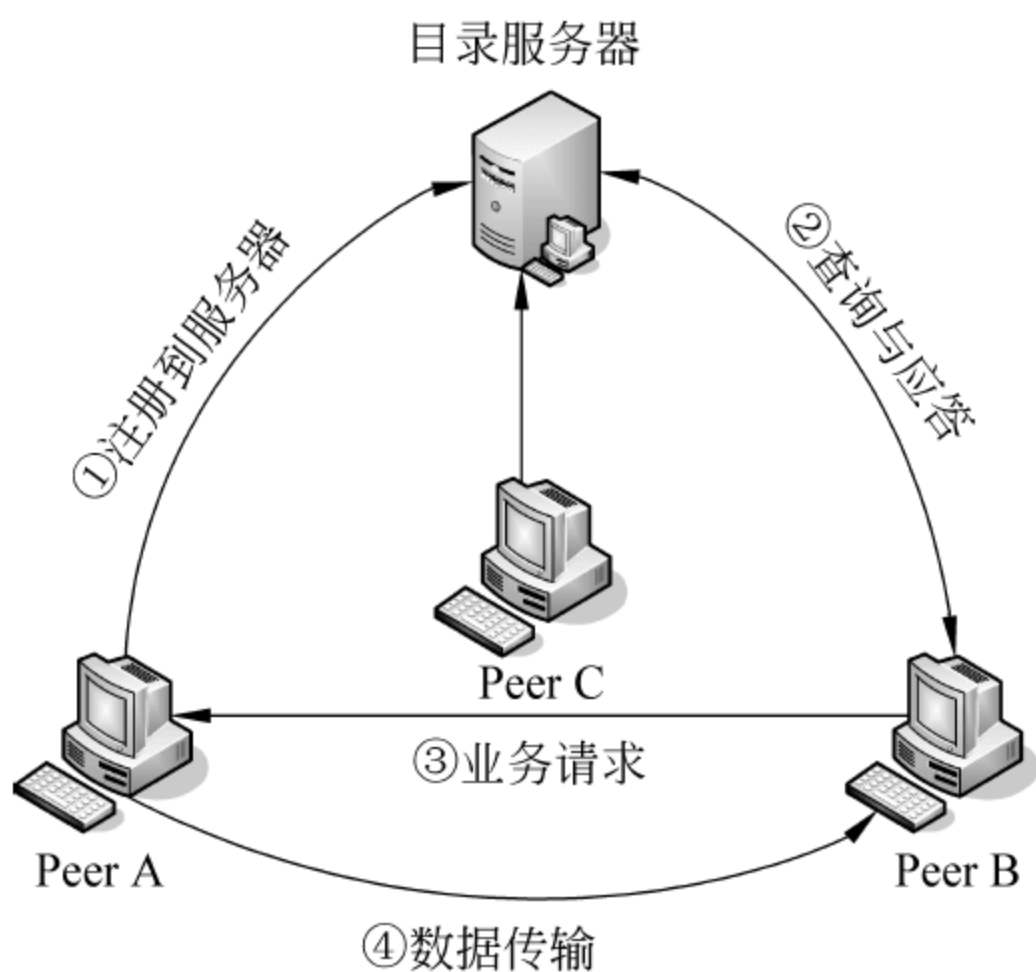 目录服务器
①注册到服务器
②查询与应答
Peer C
③业务请求
Peer A
Peer B
④数据传输